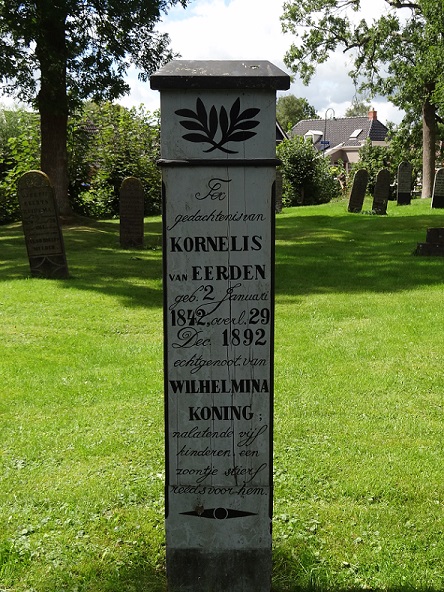 Ter
gedachtenis van
KORNELIS
VAN EERDEN
geb. 2 Januari
1842, overl. 29
Dec. 1892
echtgenoot van
WILHELMINA
KONING;
nalatende vijf
kinderen, een
zoontje stierf
reeds voor hem.